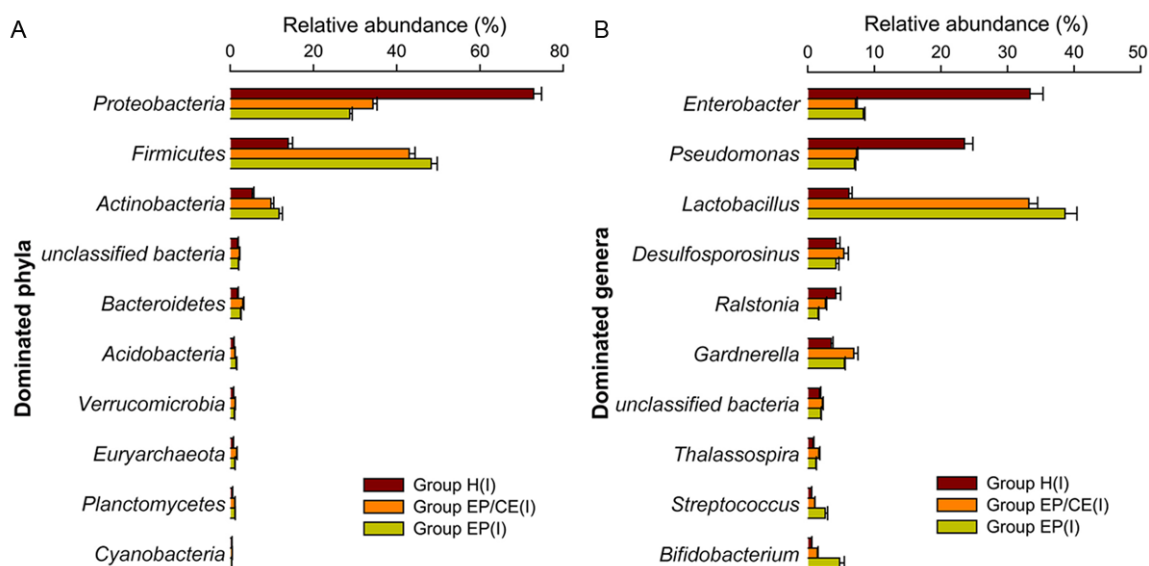 A
Relative abundance (%)
0 20 40 60 80
Dominated phyla
Proteobacteria
Firmicutes
Actinobacteria
unclassified bacteria
Bacteroidetes
Acidobacteria
Verrucomicrobia
Euryarchaeota
Planctomycetes
Cyanobacteria
Group H(I)
Group EP/CE(I)
Group EP(I)
B
Relative abundance (%)
0 10 20 30 40 50
Dominated genera
Enterobacter
Pseudomonas
Lactobacillus
Desulfosporosinus
Ralstonia
Gardnerella
unclassified bacteria
Thalassospira
Streptococcus
Bifidobacterium
Group H(I)
Group EP/CE(I)
Group EP(I)